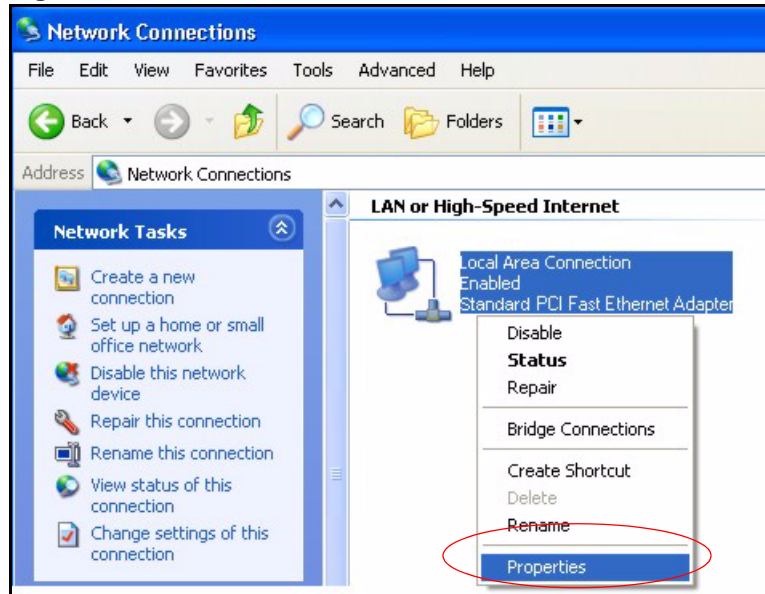 Network Connections
File Edit View Favorites Tools Advanced Help
Back Search Folders
Address Network Connections
Network Tasks
Create a new
connection
Set up a home or small
office network
Disable this network
device
Repair this connection
Rename this connection
View status of this
connection
Change settings of this
connection
LAN or High-Speed Internet
Local Area Connection
Enabled
Standard PCI Fast Ethernet Adapter
Disable
Status
Repair
Bridge Connections
Create Shortcut
Delete
Rename
Properties